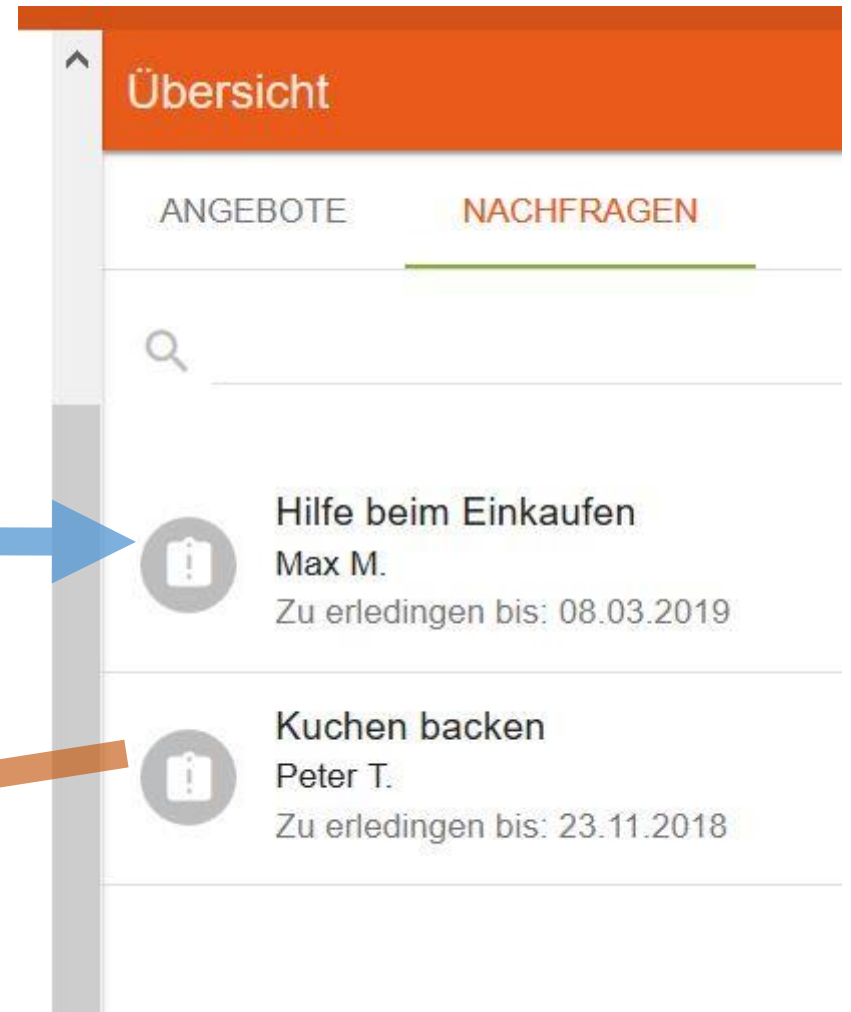 Übersicht
ANGEBOTE NACHFRAGEN
Hilfe beim Einkaufen
Max M.
Zu erledingen bis: 08.03.2019
Kuchen backen
Peter T.
Zu erledingen bis: 23.11.2018